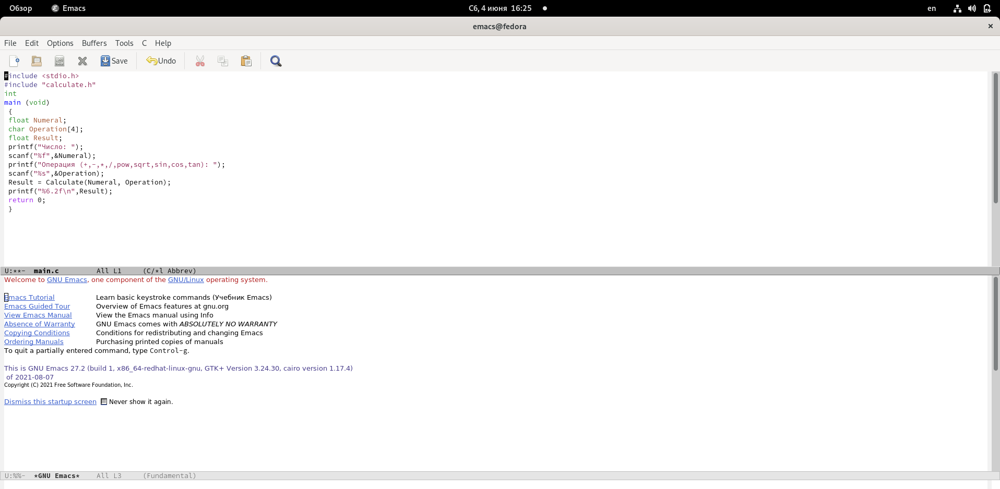 Обзор Emacs Сб, 4 июня 16:25 en
emacs@fedora ×
File Edit Options Buffers Tools C Help
Save Undo
#include <stdio.h>
#include "calculate.h"
int
main (void)
 {
 float Numeral;
 char Operation[4];
 float Result;
 printf("Число: ");
 scanf("%f",&Numeral);
 printf("Операция (+,-,*,/,pow,sqrt,sin,cos,tan): ");
 scanf("%s",&Operation);
 Result = Calculate(Numeral, Operation);
 printf("%6.2f\n",Result);
 return 0;
 }
U:**- main.c All L1 (C/*l Abbrev)
Welcome to GNU Emacs, one component of the GNU/Linux operating system.
Emacs Tutorial Learn basic keystroke commands (Учебник Emacs)
Emacs Guided Tour Overview of Emacs features at gnu.org
View Emacs Manual View the Emacs manual using Info
Absence of Warranty GNU Emacs comes with ABSOLUTELY NO WARRANTY
Copying Conditions Conditions for redistributing and changing Emacs
Ordering Manuals Purchasing printed copies of manuals
To quit a partially entered command, type Control-g.
This is GNU Emacs 27.2 (build 1, x86_64-redhat-linux-gnu, GTK+ Version 3.24.30, cairo version 1.17.4)
 of 2021-08-07
Copyright (C) 2021 Free Software Foundation, Inc.
Dismiss this startup screen Never show it again.
U:%%- *GNU Emacs* All L3 (Fundamental)